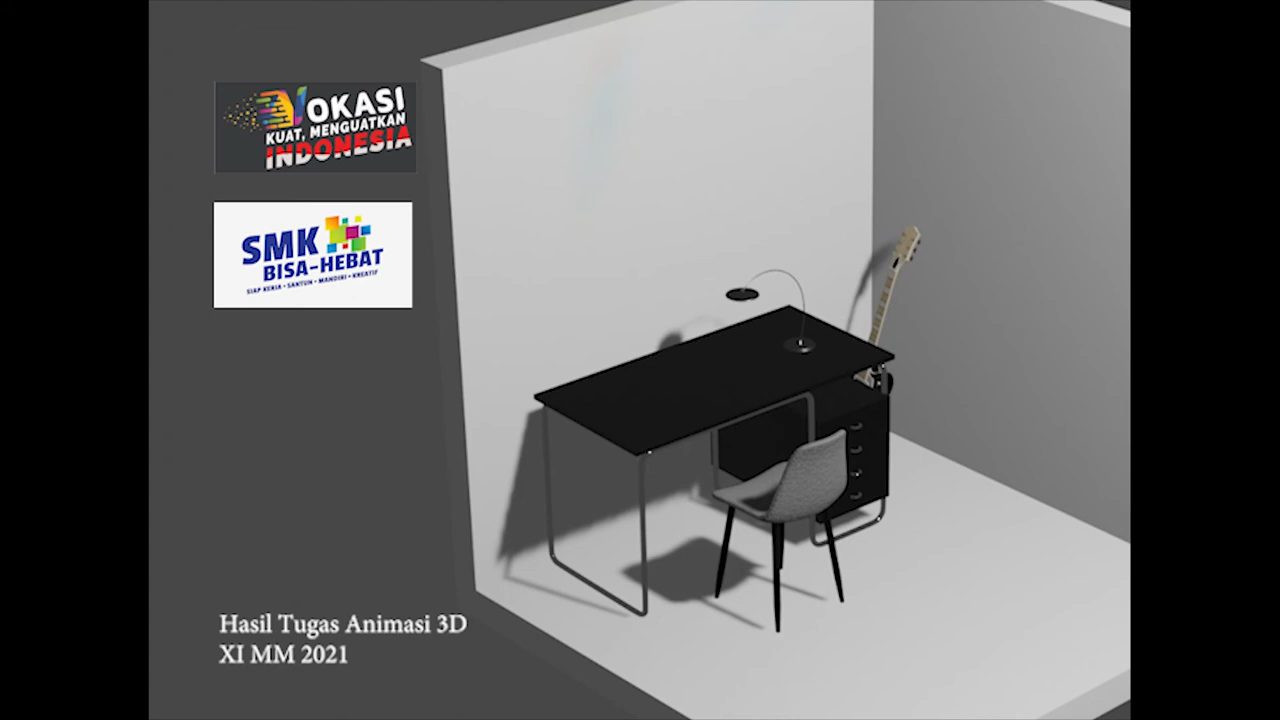 VOKASI
KUAT, MENGUATKAN
INDONESIA
SMK
BISA-HEBAT
SIAP KERJA • SANTUN • MANDIRI • KREATIF
Hasil Tugas Animasi 3D
XI MM 2021